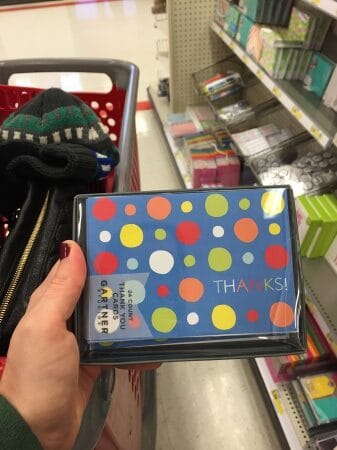 THANKS!
24 COUNT
THANK YOU
CARDS
GARTNER